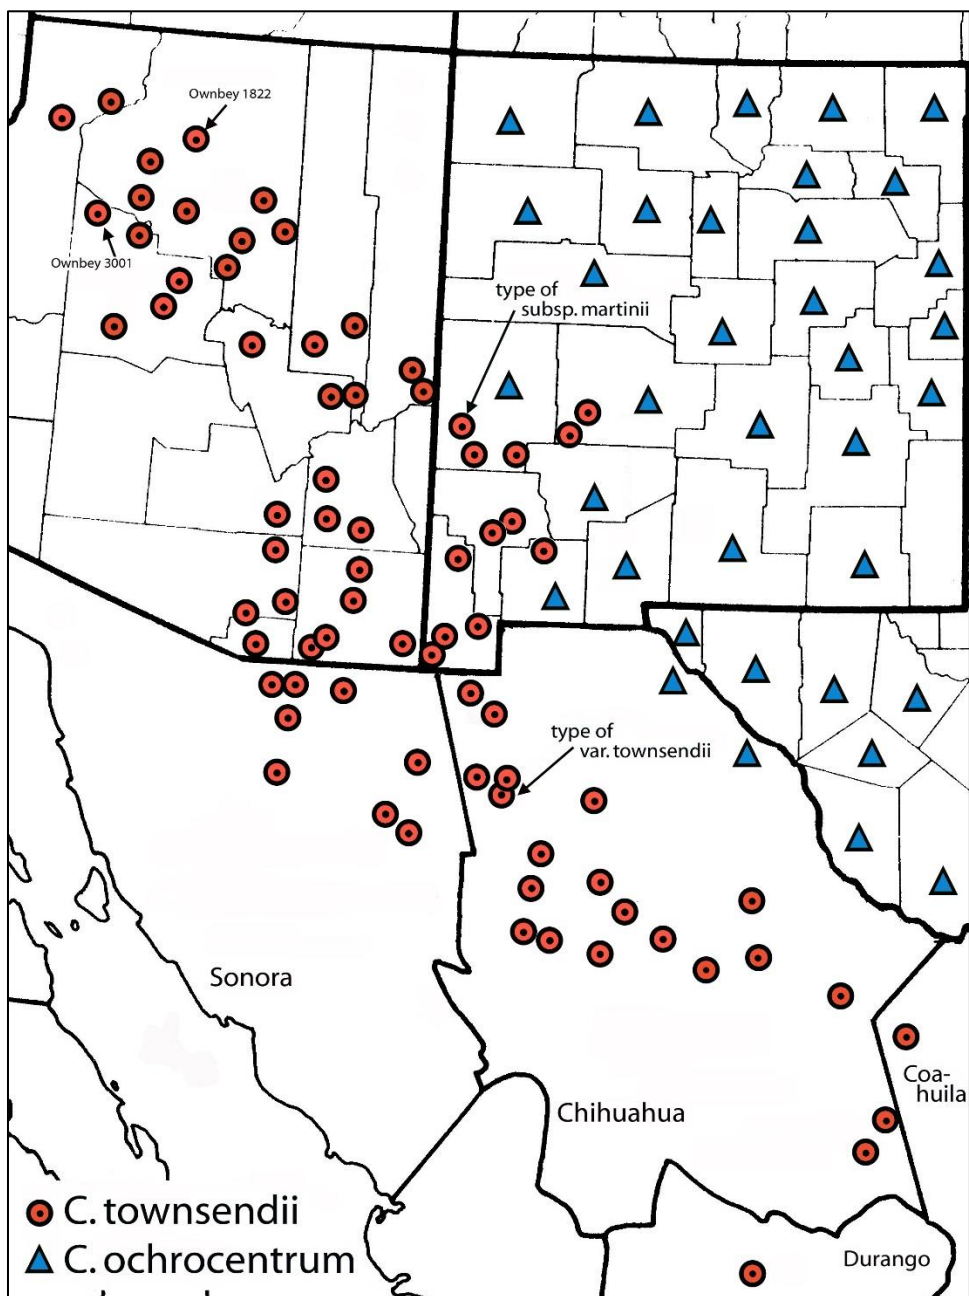 Ownbey 1822
Ownbey 3001
type of
subsp. martinii
type of
var. townsendii
Sonora
Coa-
huila
Chihuahua
C. townsendii
Durango
C. ochrocentrum